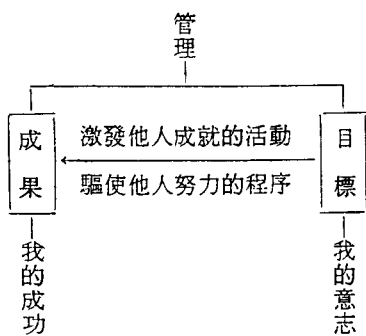 管理
成果
激發他人成就的活動
驅使他人努力的程序
目標
我的成功
我的意志